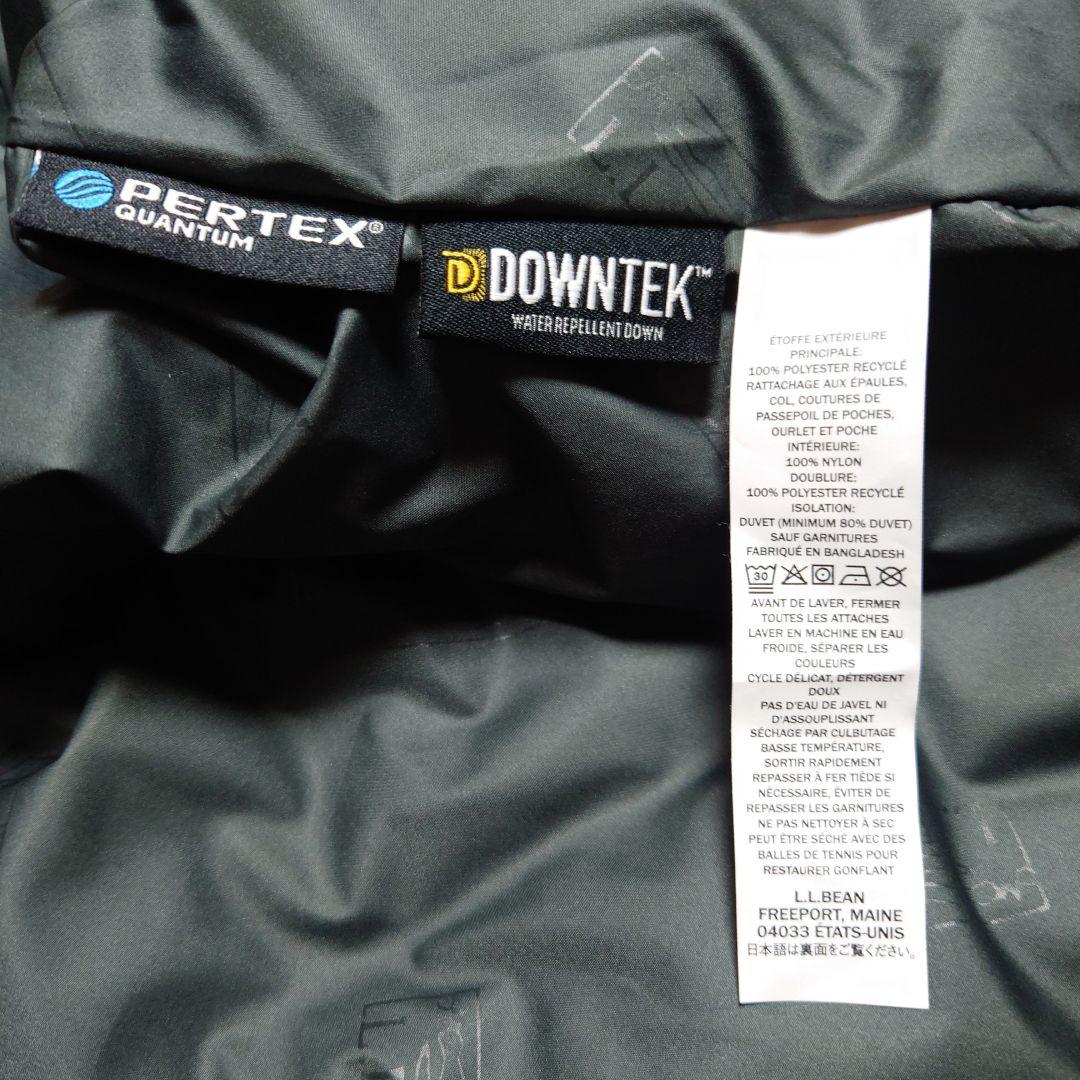 PERTEX®
QUANTUM
DOWNTEK™
WATER REPELLENT DOWN
ÉTOFFE EXTÉRIEURE
PRINCIPALE:
100% POLYESTER RECYCLÉ
RATTACHAGE AUX ÉPAULES,
COL, COUTURES DE
PASSEPOIL DE POCHES,
OURLET ET POCHE
INTÉRIEURE:
100% NYLON
DOUBLURE:
100% POLYESTER RECYCLÉ
ISOLATION:
DUVET (MINIMUM 80% DUVET)
SAUF GARNITURES
FABRIQUÉ EN BANGLADESH
30
AVANT DE LAVER, FERMER
TOUTES LES ATTACHES
LAVER EN MACHINE EN EAU
FROIDE, SÉPARER LES
COULEURS
CYCLE DÉLICAT, DÉTERGENT
DOUX
PAS D'EAU DE JAVEL NI
D'ASSOUPLISSANT
SÉCHAGE PAR CULBUTAGE
BASSE TEMPÉRATURE,
SORTIR RAPIDEMENT
REPASSER À FER TIÈDE SI
NÉCESSAIRE, ÉVITER DE
REPASSER LES GARNITURES
NE PAS NETTOYER À SEC
PEUT ÊTRE SÉCHÉ AVEC DES
BALLES DE TENNIS POUR
RESTAURER GONFLANT
L.L.BEAN
FREEPORT, MAINE
04033 ÉTATS-UNIS
日本語は裏面をご覧ください。